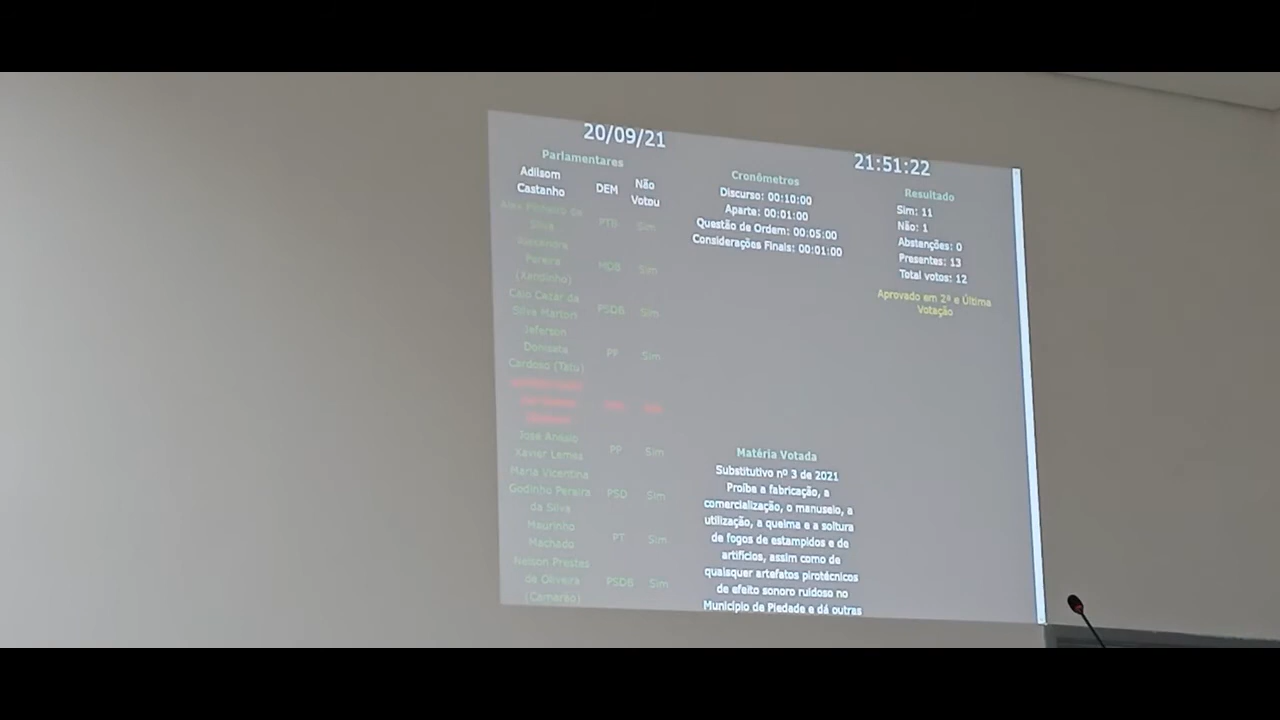 20/09/21
21:51:22
Parlamentares
Adilsom
Castanho DEM Não Votou
Alex Pinheiro da
Silva PTB Sim
Alexandre
Pereira MDB Sim
(Xandinho)
Caio Cezar da
Silva Martori PSDB Sim
Jeferson
Donisete PP Sim
Cardoso (Tatu)
José Anésio
Xavier Lemes PP Sim
Maria Vicentina
Godinho Pereira PSD Sim
da Silva
Maurinho
Machado PT Sim
Nelson Prestes
de Oliveira PSDB Sim
(Camarão)
Cronômetros
Discurso: 00:10:00
Aparte: 00:01:00
Questão de Ordem: 00:05:00
Considerações Finais: 00:01:00
Resultado
Sim: 11
Não: 1
Abstenções: 0
Presentes: 13
Total votos: 12
Aprovado em 2ª e Última
Votação
Matéria Votada
Substitutivo nº 3 de 2021
Proíbe a fabricação, a
comercialização, o manuseio, a
utilização, a queima e a soltura
de fogos de estampidos e de
artifícios, assim como de
quaisquer artefatos pirotécnicos
de efeito sonoro ruidoso no
Município de Piedade e dá outras